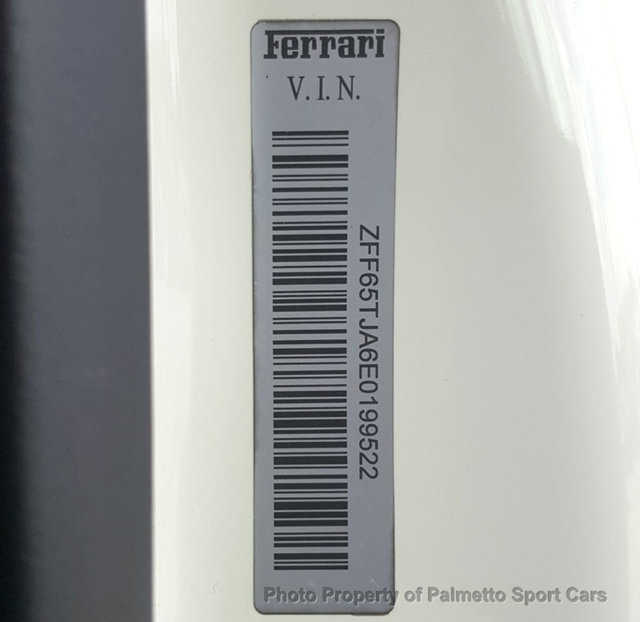 Ferrari
V.I.N.
ZFF65TJA6E0199522
Photo Property of Palmetto Sport Cars